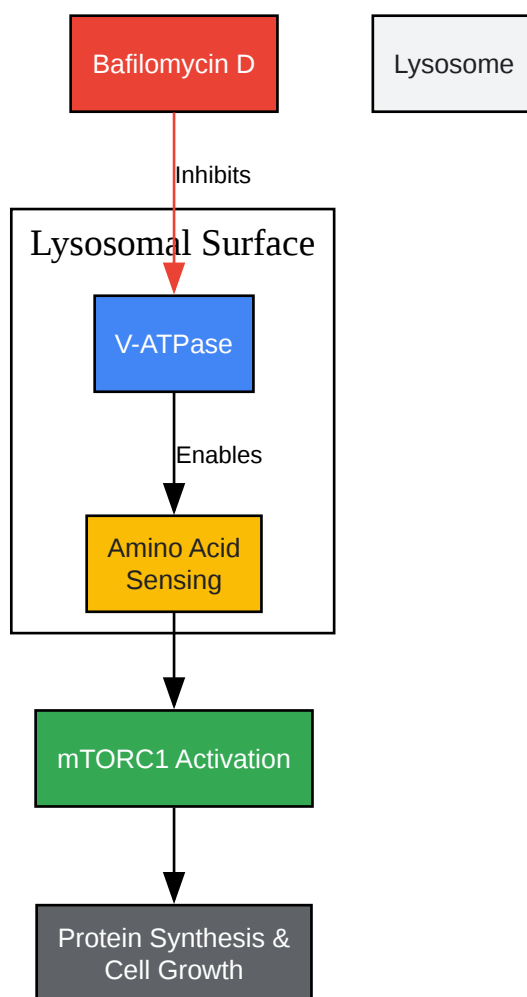 Bafilomycin D
Lysosome
Inhibits
Lysosomal Surface
V-ATPase
Enables
Amino Acid
Sensing
mTORC1 Activation
Protein Synthesis &
Cell Growth